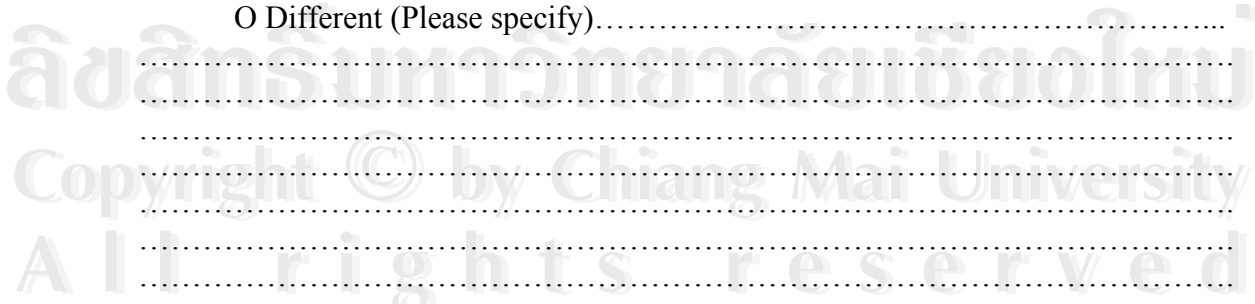 O Different (Please specify)……………………………………………………...
……………………………………………………………………………………….
ลิขสิทธิ์มหาวิทยาลัยเชียงใหม่
……………………………………………………………………………………….
……………………………………………………………………………………….
Copyright © by Chiang Mai University
……………………………………………………………………………………….
……………………………………………………………………………………….
……………………………………………………………………………………….
All rights reserved
……………………………………………………………………………………….